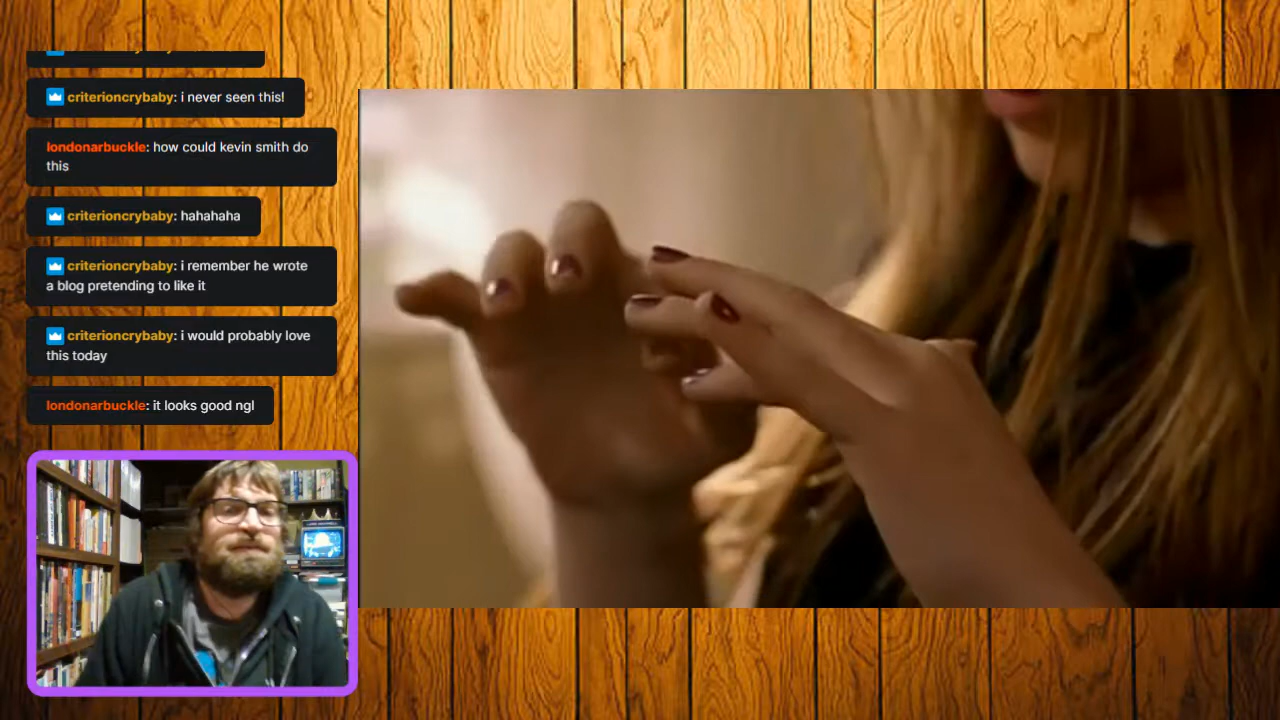 criterioncrybaby: i never seen this!
londonarbuckle: how could kevin smith do
this
criterioncrybaby: hahahaha
criterioncrybaby: i remember he wrote
a blog pretending to like it
criterioncrybaby: i would probably love
this today
londonarbuckle: it looks good ngl